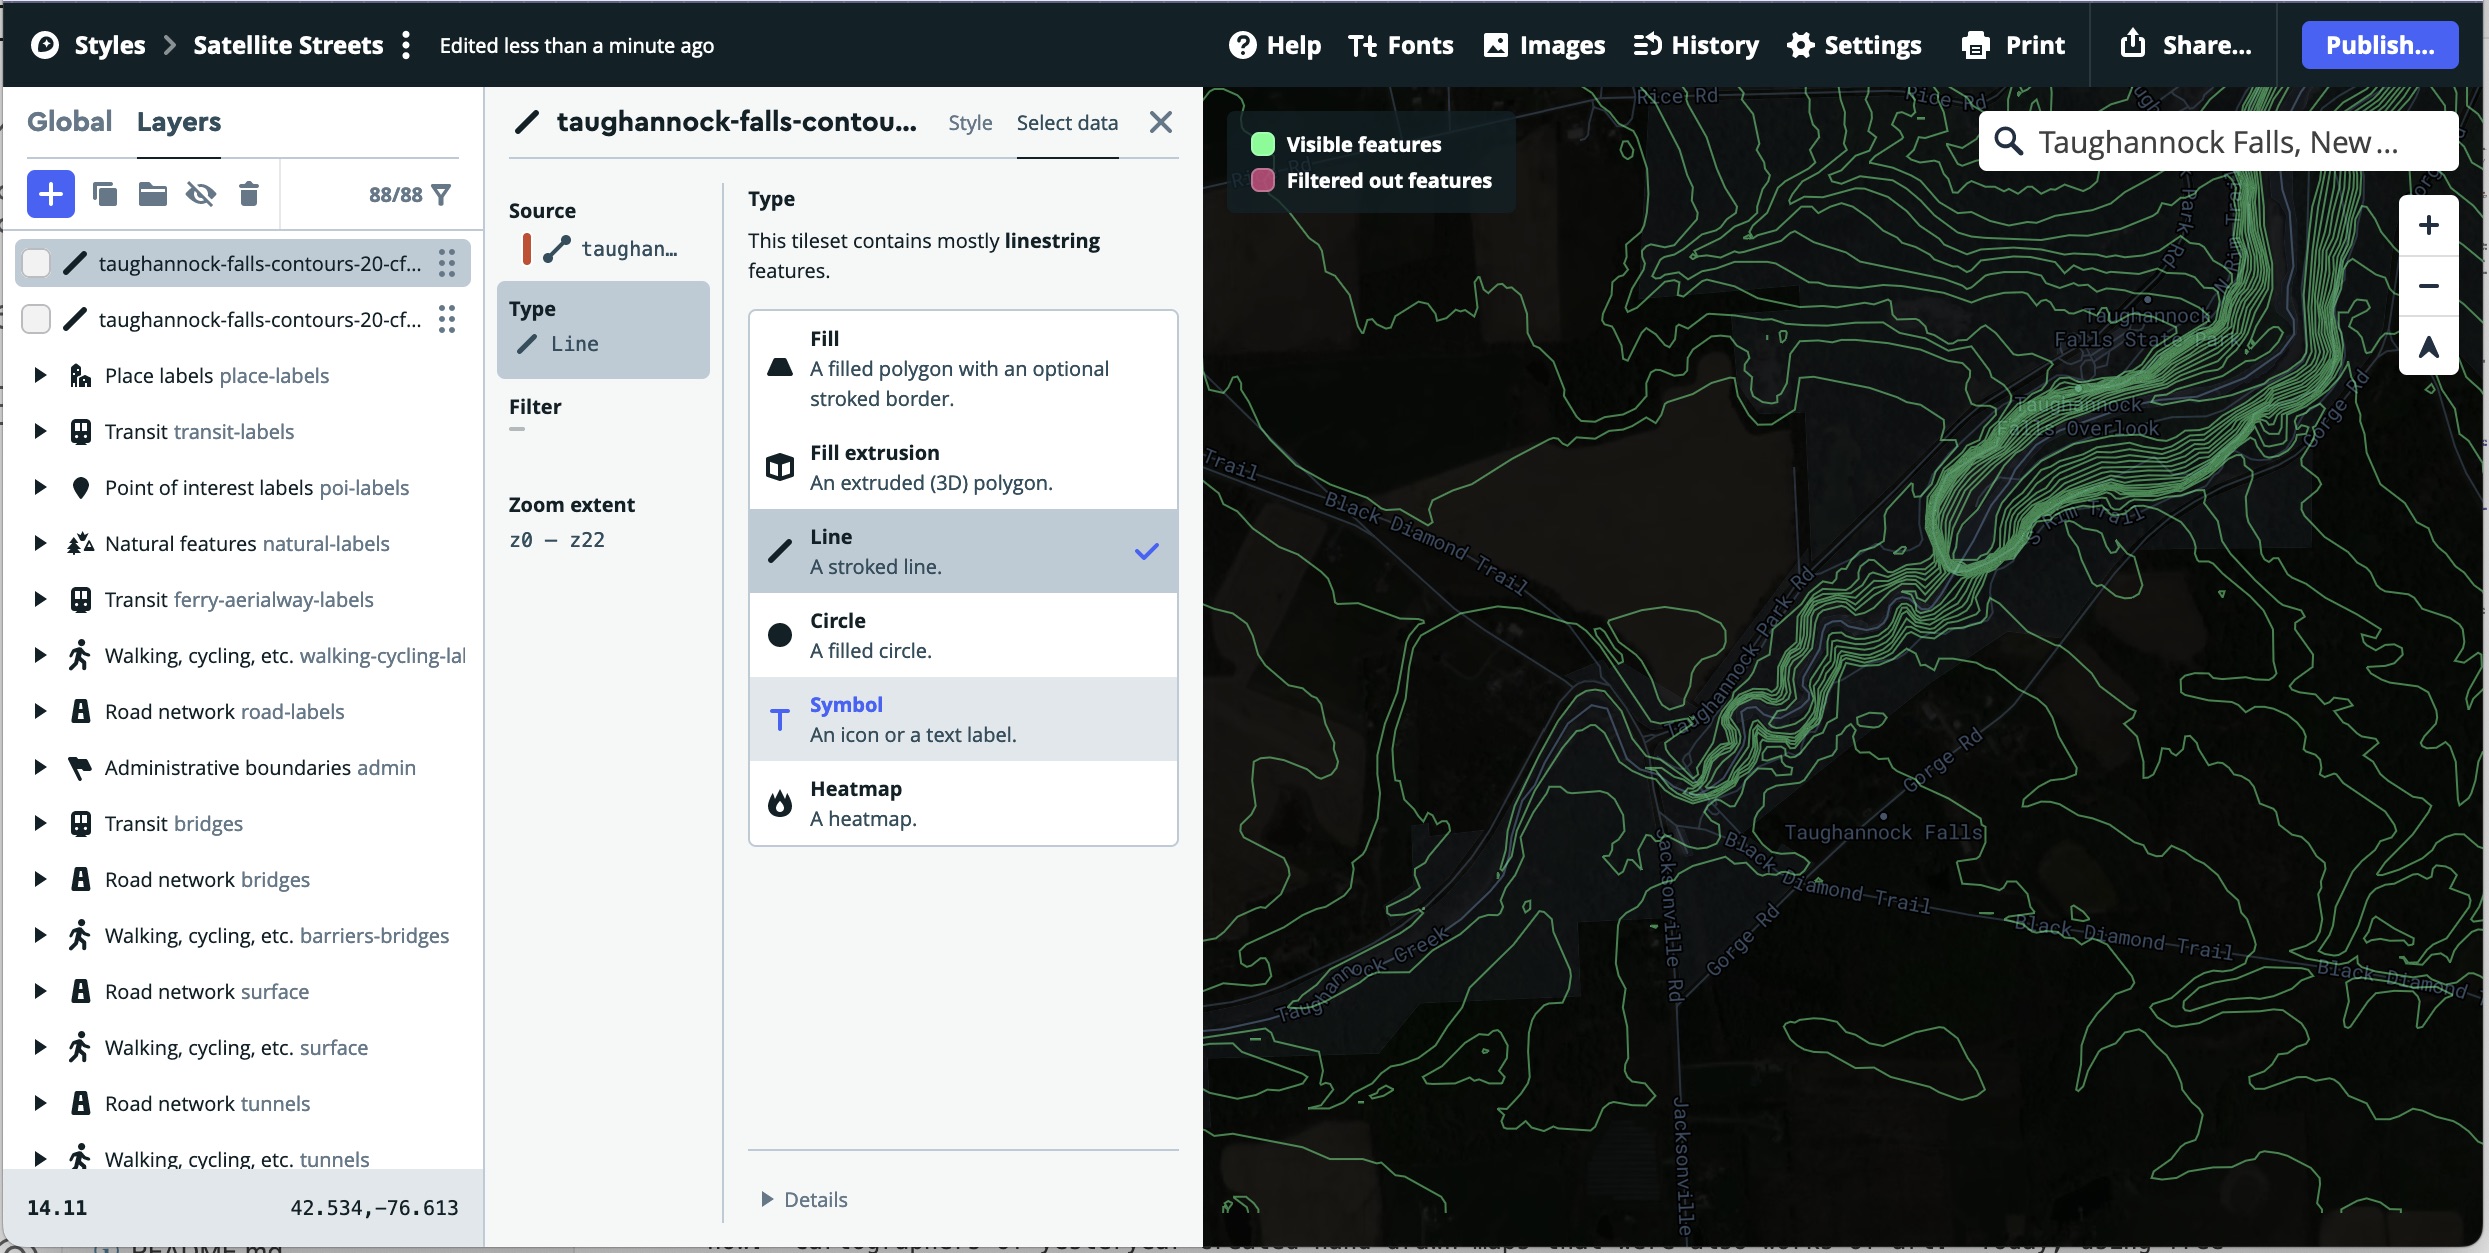 Styles
Satellite Streets
Edited less than a minute ago
Help
Fonts
Images
History
Settings
Print
Share...
Publish...
Global
Layers
88/88
taughannock-falls-contours-20-cf...
taughannock-falls-contours-20-cf...
Place labels place-labels
Transit transit-labels
Point of interest labels poi-labels
Natural features natural-labels
Transit ferry-aerialway-labels
Walking, cycling, etc. walking-cycling-lal
Road network road-labels
Administrative boundaries admin
Transit bridges
Road network bridges
Walking, cycling, etc. barriers-bridges
Road network surface
Walking, cycling, etc. surface
Road network tunnels
Walking, cycling, etc. tunnels
14.11
42.534,-76.613
taughannock-falls-contou...
Style
Select data
Source
taughan...
Type
Line
Filter
Zoom extent
z0 — z22
Type
This tileset contains mostly linestring
features.
Fill
A filled polygon with an optional
stroked border.
Fill extrusion
An extruded (3D) polygon.
Line
A stroked line.
Circle
A filled circle.
Symbol
An icon or a text label.
Heatmap
A heatmap.
Details
Visible features
Filtered out features
Taughannock Falls, New ...
Rice Rd
Rice Rd
Park Rd
N Rim Trail
Taughannock
Falls State Park
Taughannock
Falls Overlook
Gorge Rd
S Rim Trail
Trail
Black Diamond Trail
Taughannock Park Rd
Gorge Rd
Taughannock Falls
Black Diamond Trail
Jacksonville Rd
Gorge Rd
Black Diamond Trail
Black Diamond
Taughannock Creek
Jacksonville
README.md